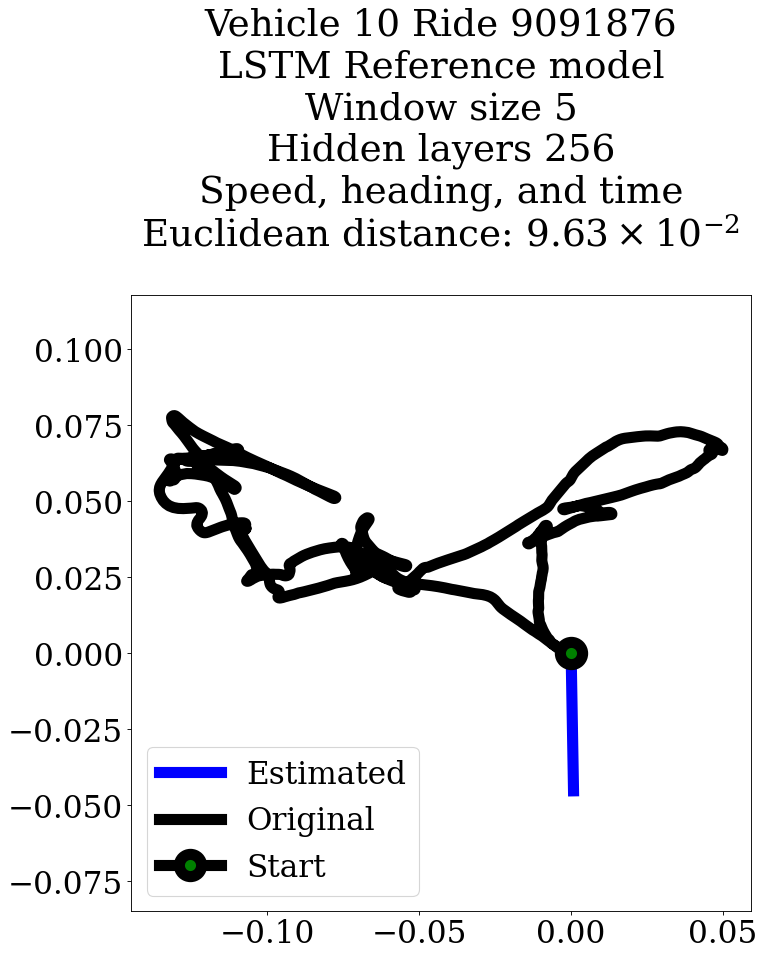 Vehicle 10 Ride 9091876
LSTM Reference model
Window size 5
Hidden layers 256
Speed, heading, and time
Euclidean distance: 9.63 × 10⁻²
0.100
0.075
0.050
0.025
0.000
−0.025
−0.050
−0.075
Estimated
Original
Start
−0.10 −0.05 0.00 0.05